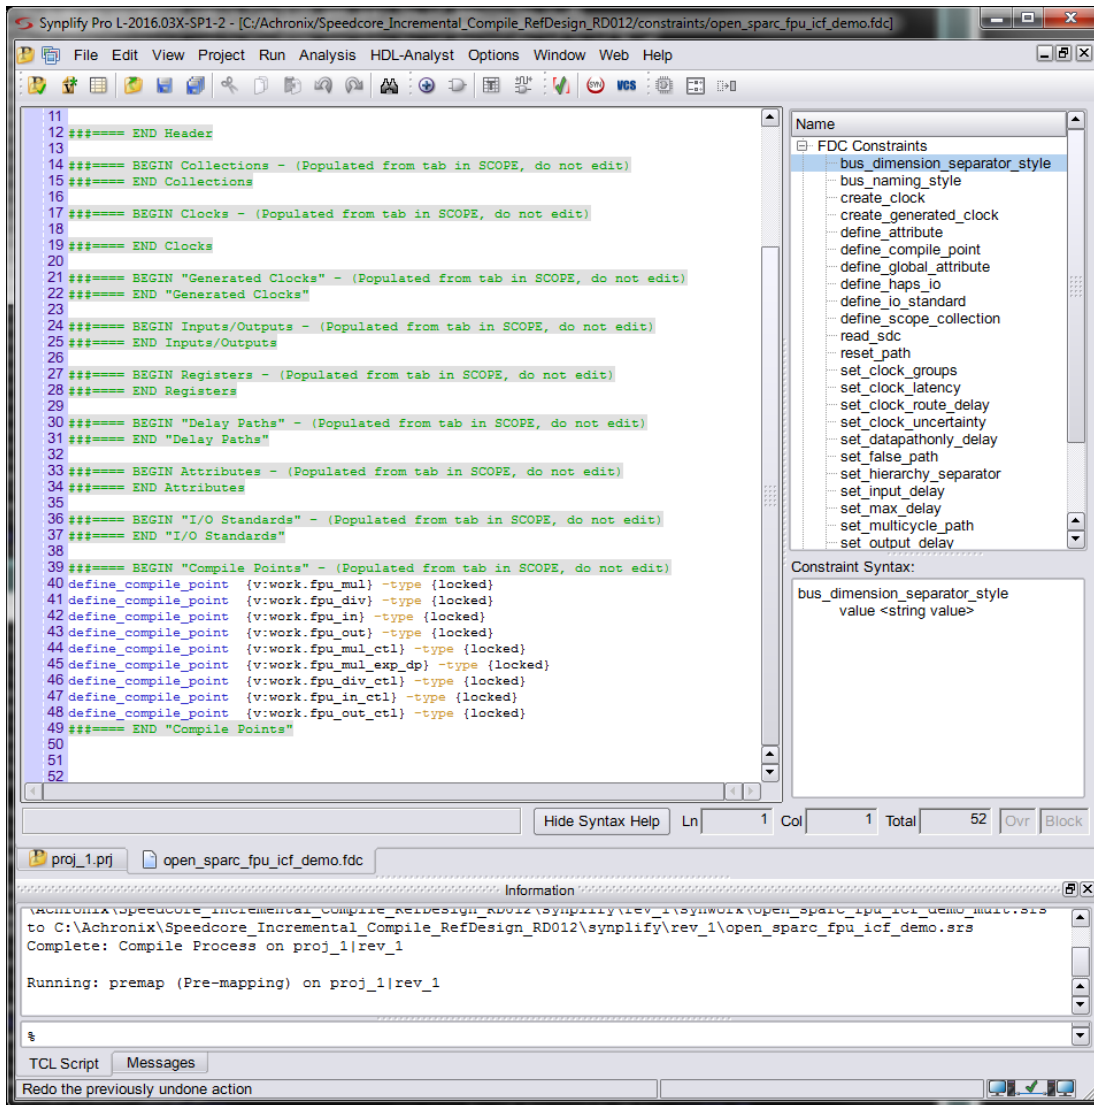 Synplify Pro L-2016.03X-SP1-2 - [C:/Achronix/Speedcore_Incremental_Compile_RefDesign_RD012/constraints/open_sparc_fpu_icf_demo.fdc]
File Edit View Project Run Analysis HDL-Analyst Options Window Web Help
SYN VCS
11
12 ###==== END Header
13
14 ###==== BEGIN Collections - (Populated from tab in SCOPE, do not edit)
15 ###==== END Collections
16
17 ###==== BEGIN Clocks - (Populated from tab in SCOPE, do not edit)
18
19 ###==== END Clocks
20
21 ###==== BEGIN "Generated Clocks" - (Populated from tab in SCOPE, do not edit)
22 ###==== END "Generated Clocks"
23
24 ###==== BEGIN Inputs/Outputs - (Populated from tab in SCOPE, do not edit)
25 ###==== END Inputs/Outputs
26
27 ###==== BEGIN Registers - (Populated from tab in SCOPE, do not edit)
28 ###==== END Registers
29
30 ###==== BEGIN "Delay Paths" - (Populated from tab in SCOPE, do not edit)
31 ###==== END "Delay Paths"
32
33 ###==== BEGIN Attributes - (Populated from tab in SCOPE, do not edit)
34 ###==== END Attributes
35
36 ###==== BEGIN "I/O Standards" - (Populated from tab in SCOPE, do not edit)
37 ###==== END "I/O Standards"
38
39 ###==== BEGIN "Compile Points" - (Populated from tab in SCOPE, do not edit)
40 define_compile_point {v:work.fpu_mul} -type {locked}
41 define_compile_point {v:work.fpu_div} -type {locked}
42 define_compile_point {v:work.fpu_in} -type {locked}
43 define_compile_point {v:work.fpu_out} -type {locked}
44 define_compile_point {v:work.fpu_mul_ctl} -type {locked}
45 define_compile_point {v:work.fpu_mul_exp_dp} -type {locked}
46 define_compile_point {v:work.fpu_div_ctl} -type {locked}
47 define_compile_point {v:work.fpu_in_ctl} -type {locked}
48 define_compile_point {v:work.fpu_out_ctl} -type {locked}
49 ###==== END "Compile Points"
50
51
52
Name
FDC Constraints
bus_dimension_separator_style
bus_naming_style
create_clock
create_generated_clock
define_attribute
define_compile_point
define_global_attribute
define_haps_io
define_io_standard
define_scope_collection
read_sdc
reset_path
set_clock_groups
set_clock_latency
set_clock_route_delay
set_clock_uncertainty
set_datapathonly_delay
set_false_path
set_hierarchy_separator
set_input_delay
set_max_delay
set_multicycle_path
set_output_delay
Constraint Syntax:
bus_dimension_separator_style
value <string value>
Hide Syntax Help Ln 1 Col 1 Total 52 Ovr Block
proj_1.prj open_sparc_fpu_icf_demo.fdc
Information
\Achronix\Speedcore_Incremental_Compile_RefDesign_RD012\synplify\rev_1\synwork\open_sparc_fpu_icf_demo_mult.srs
to C:\Achronix\Speedcore_Incremental_Compile_RefDesign_RD012\synplify\rev_1\open_sparc_fpu_icf_demo.srs
Complete: Compile Process on proj_1|rev_1
Running: premap (Pre-mapping) on proj_1|rev_1
%
TCL Script Messages
Redo the previously undone action